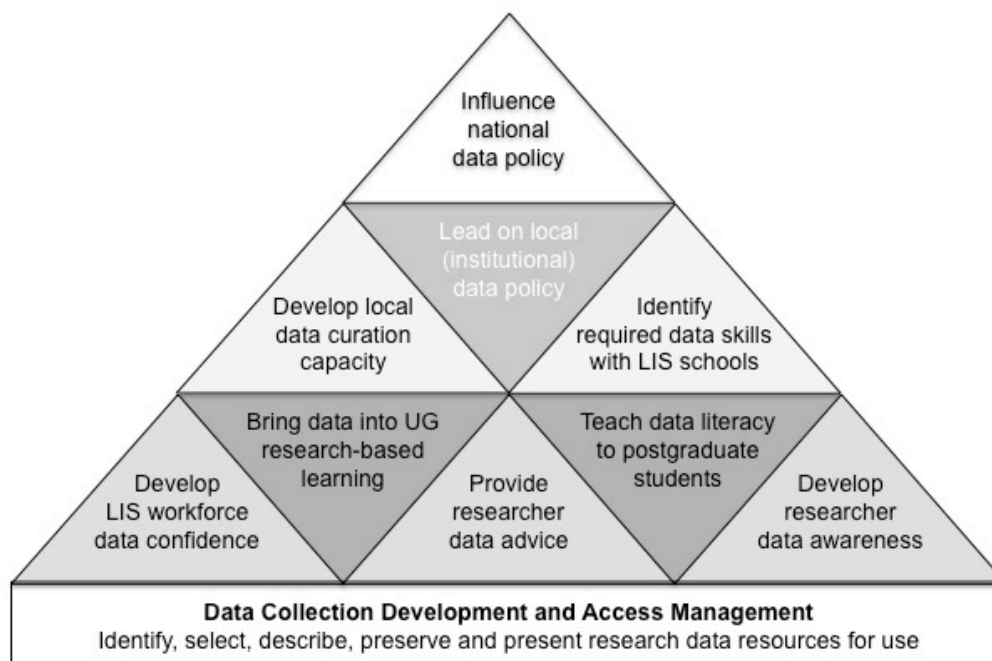 Influence
national
data policy
Lead on local
(institutional)
data policy
Develop local
data curation
capacity
Identify
required data skills
with LIS schools
Bring data into UG
research-based
learning
Teach data literacy
to postgraduate
students
Develop
LIS workforce
data confidence
Provide
researcher
data advice
Develop
researcher
data awareness
Data Collection Development and Access Management
Identify, select, describe, preserve and present research data resources for use